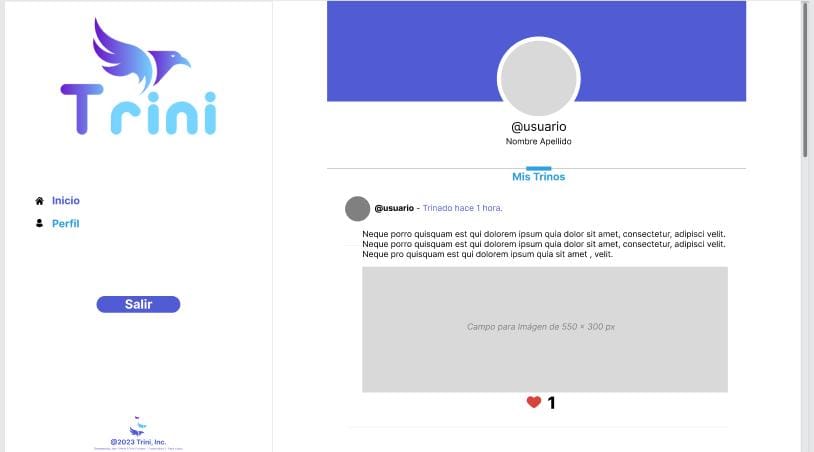 Trini
Inicio
Perfil
Salir
@2023 Trini, Inc.
@usuario
Nombre Apellido
Mis Trinos
@usuario - Trinado hace 1 hora.
Neque porro quisquam est qui dolorem ipsum quia dolor sit amet, consectetur, adipisci velit.
Neque porro quisquam est qui dolorem ipsum quia dolor sit amet, consectetur, adipisci velit.
Neque pro quisquam est qui dolorem ipsum quia sit amet , velit.
Campo para Imágen de 550 x 300 px
1